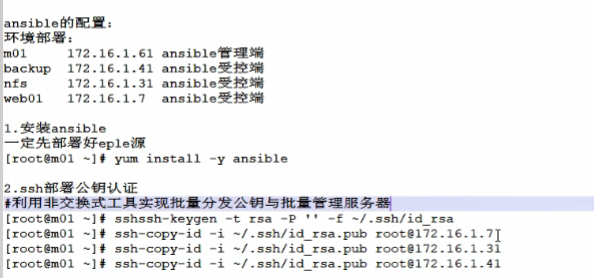 ansible的配置：
环境部署：
m01 172.16.1.61 ansible管理端
backup 172.16.1.41 ansible受控端
nfs 172.16.1.31 ansible受控端
web01 172.16.1.7 ansible受控端
1.安装ansible
一定先部署好eple源
[root@m01 ~]# yum install -y ansible
2.ssh部署公钥认证
#利用非交换式工具实现批量分发公钥与批量管理服务器
[root@m01 ~]# sshssh-keygen -t rsa -P '' -f ~/.ssh/id_rsa
[root@m01 ~]# ssh-copy-id -i ~/.ssh/id_rsa.pub root@172.16.1.7
[root@m01 ~]# ssh-copy-id -i ~/.ssh/id_rsa.pub root@172.16.1.31
[root@m01 ~]# ssh-copy-id -i ~/.ssh/id_rsa.pub root@172.16.1.41